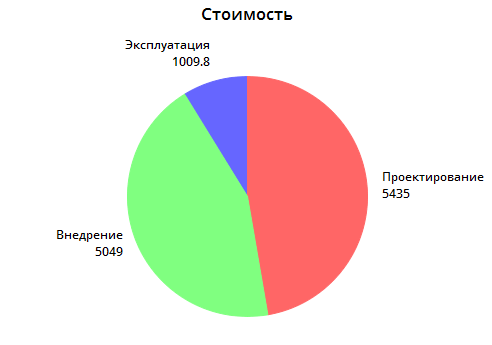 Стоимость
Эксплуатация
1009.8
Проектирование
5435
Внедрение
5049